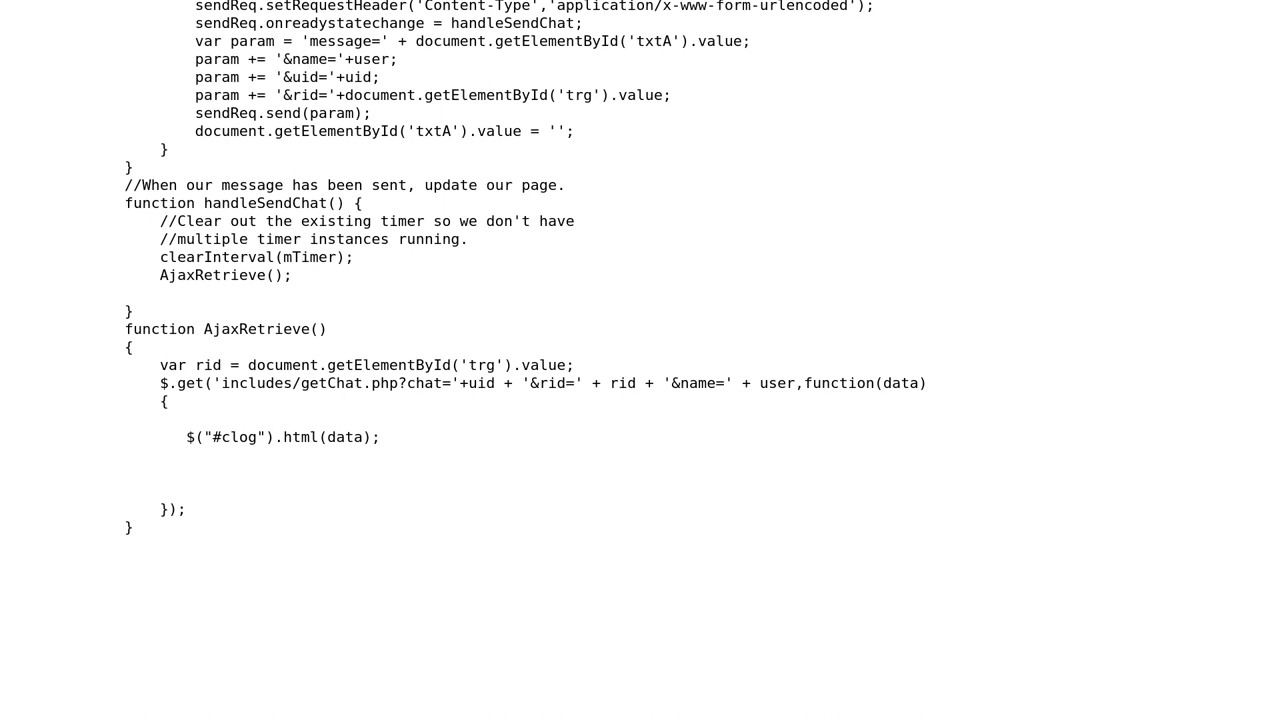 sendReq.setRequestHeader('Content-Type','application/x-www-form-urlencoded');
sendReq.onreadystatechange = handleSendChat;
var param = 'message=' + document.getElementById('txtA').value;
param += '&name='+user;
param += '&uid='+uid;
param += '&rid='+document.getElementById('trg').value;
sendReq.send(param);
document.getElementById('txtA').value = '';
}
}
//When our message has been sent, update our page.
function handleSendChat() {
//Clear out the existing timer so we don't have
//multiple timer instances running.
clearInterval(mTimer);
AjaxRetrieve();
}
function AjaxRetrieve()
{
var rid = document.getElementById('trg').value;
$.get('includes/getChat.php?chat='+uid + '&rid=' + rid + '&name=' + user,function(data)
{
$("#clog").html(data);
});
}